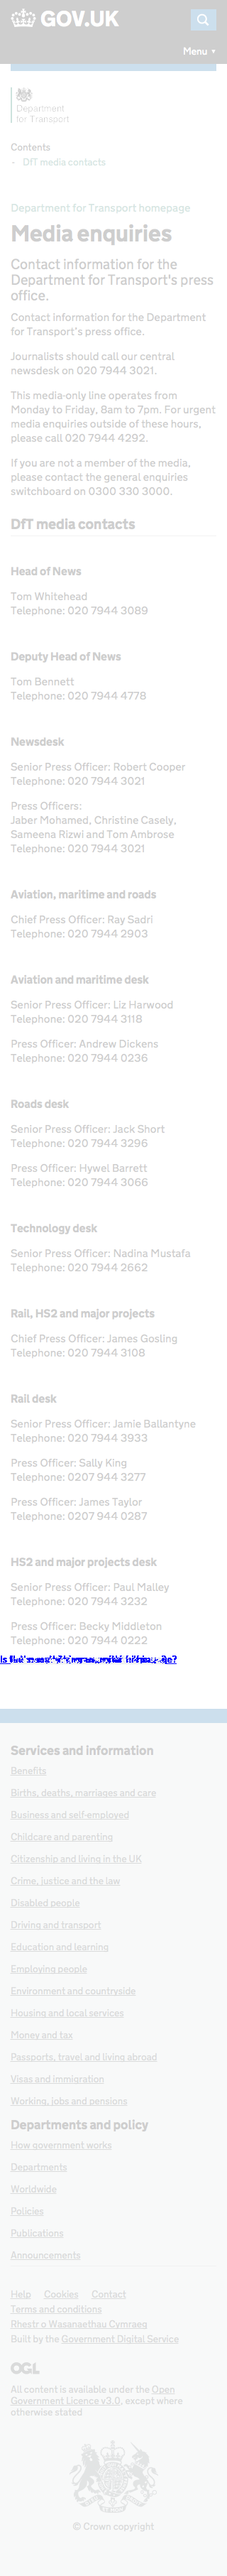 GOV.UK
Menu ▼
Department
for Transport
Contents
- DfT media contacts
Department for Transport homepage
Media enquiries
Contact information for the
Department for Transport's press
office.
Contact information for the Department
for Transport's press office.
Journalists should call our central
newsdesk on 020 7944 3021.
This media-only line operates from
Monday to Friday, 8am to 7pm. For urgent
media enquiries outside of these hours,
please call 020 7944 4292.
If you are not a member of the media,
please contact the general enquiries
switchboard on 0300 330 3000.
DfT media contacts
Head of News
Tom Whitehead
Telephone: 020 7944 3089
Deputy Head of News
Tom Bennett
Telephone: 020 7944 4778
Newsdesk
Senior Press Officer: Robert Cooper
Telephone: 020 7944 3021
Press Officers:
Jaber Mohamed, Christine Casely,
Sameena Rizwi and Tom Ambrose
Telephone: 020 7944 3021
Aviation, maritime and roads
Chief Press Officer: Ray Sadri
Telephone: 020 7944 2903
Aviation and maritime desk
Senior Press Officer: Liz Harwood
Telephone: 020 7944 3118
Press Officer: Andrew Dickens
Telephone: 020 7944 0236
Roads desk
Senior Press Officer: Jack Short
Telephone: 020 7944 3296
Press Officer: Hywel Barrett
Telephone: 020 7944 3066
Technology desk
Senior Press Officer: Nadina Mustafa
Telephone: 020 7944 2662
Rail, HS2 and major projects
Chief Press Officer: James Gosling
Telephone: 020 7944 3108
Rail desk
Senior Press Officer: Jamie Ballantyne
Telephone: 020 7944 3933
Press Officer: Sally King
Telephone: 0207 944 3277
Press Officer: James Taylor
Telephone: 0207 944 0287
HS2 and major projects desk
Senior Press Officer: Paul Malley
Telephone: 020 7944 3232
Press Officer: Becky Middleton
Telephone: 020 7944 0222
Services and information
Benefits
Births, deaths, marriages and care
Business and self-employed
Childcare and parenting
Citizenship and living in the UK
Crime, justice and the law
Disabled people
Driving and transport
Education and learning
Employing people
Environment and countryside
Housing and local services
Money and tax
Passports, travel and living abroad
Visas and immigration
Working, jobs and pensions
Departments and policy
How government works
Departments
Worldwide
Policies
Publications
Announcements
Help Cookies Contact
Terms and conditions
Rhestr o Wasanaethau Cymraeg
Built by the Government Digital Service
OGL
All content is available under the Open
Government Licence v3.0, except where
otherwise stated
© Crown copyright